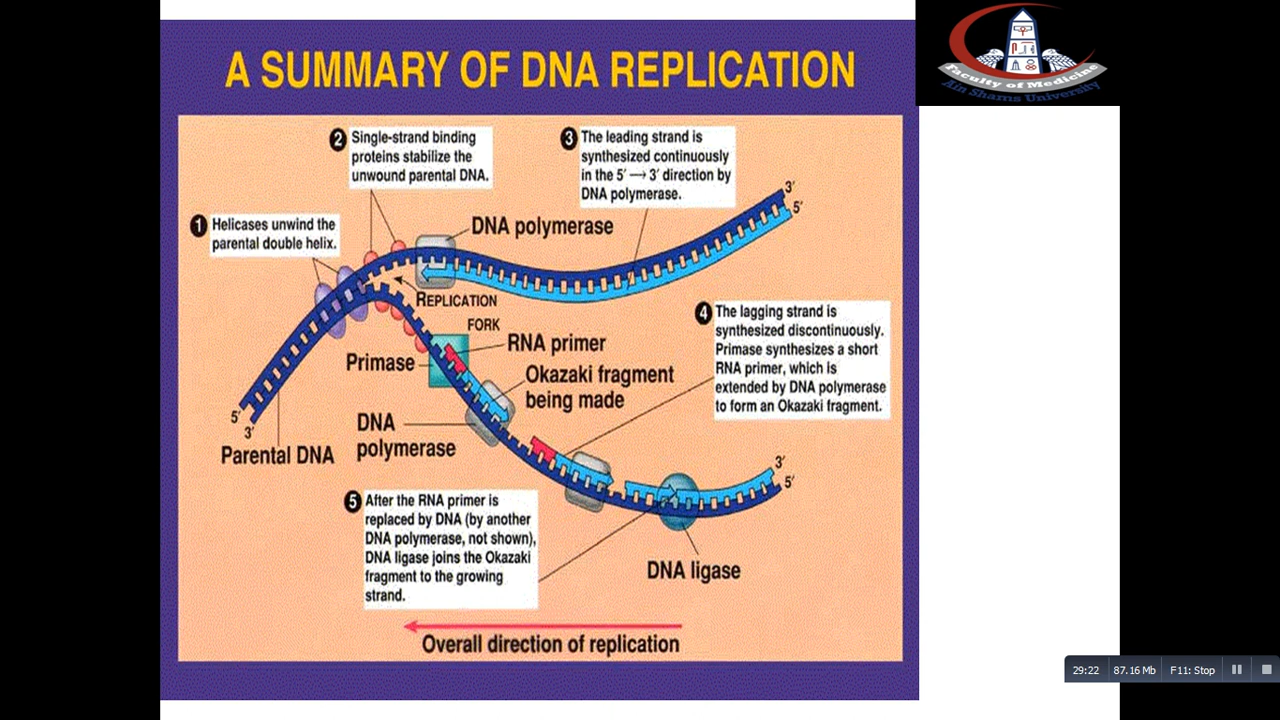 A SUMMARY OF DNA REPLICATION
Faculty of Medicine
Ain Shams University
2 Single-strand binding
proteins stabilize the
unwound parental DNA.
3 The leading strand is
synthesized continuously
in the 5′ → 3′ direction by
DNA polymerase.
1 Helicases unwind the
parental double helix.
DNA polymerase
3′
5′
REPLICATION
FORK
4 The lagging strand is
synthesized discontinuously.
Primase synthesizes a short
RNA primer, which is
extended by DNA polymerase
to form an Okazaki fragment.
RNA primer
Primase
Okazaki fragment
being made
DNA
polymerase
5′
3′
Parental DNA
3′
5′
5 After the RNA primer is
replaced by DNA (by another
DNA polymerase, not shown),
DNA ligase joins the Okazaki
fragment to the growing
strand.
DNA ligase
Overall direction of replication
29:22 87.16 Mb F11: Stop